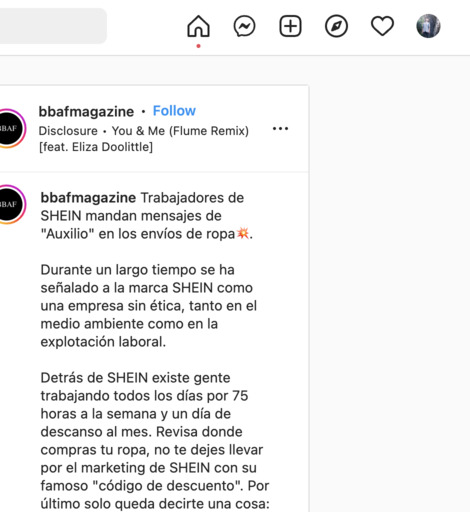 bbafmagazine • Follow
Disclosure • You & Me (Flume Remix)
[feat. Eliza Doolittle]
BBAF
bbafmagazine Trabajadores de
BBAF
SHEIN mandan mensajes de
"Auxilio" en los envíos de ropa💥.
Durante un largo tiempo se ha
señalado a la marca SHEIN como
una empresa sin ética, tanto en el
medio ambiente como en la
explotación laboral.
Detrás de SHEIN existe gente
trabajando todos los días por 75
horas a la semana y un día de
descanso al mes. Revisa donde
compras tu ropa, no te dejes llevar
por el marketing de SHEIN con su
famoso "código de descuento". Por
último solo queda decirte una cosa: